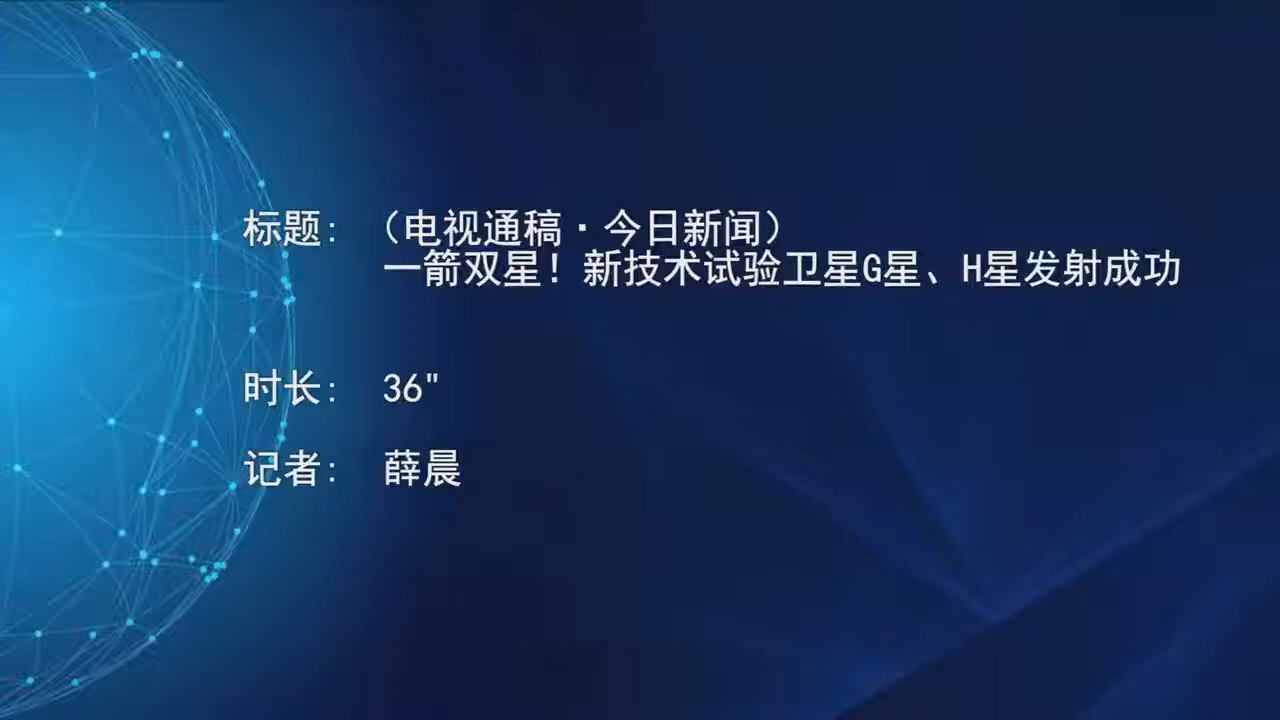 标题：（电视通稿·今日新闻）
一箭双星！新技术试验卫星G星、H星发射成功
时长： 36"
记者： 薛晨